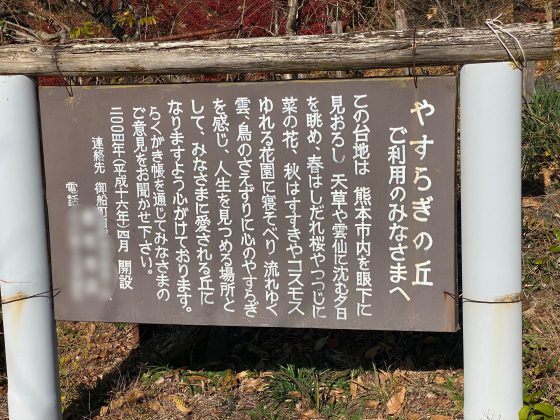 やすらぎの丘
ご利用のみなさまへ
この台地は 熊本市内を眼下に
見おろし 天草や雲仙に沈む夕日
を眺め、春はしだれ桜やつつじに
菜の花、秋はすすきやコスモス
ゆれる花園に寝そべり 流れゆく
雲、鳥のさえずりに心のやすらぎ
を感じ、人生を見つめる場所と
して、みなさまに愛される丘に
なりますよう心がけております。
らくがき帳を通じてみなさまの
ご意見をお聞かせ下さい。
二〇〇四年(平成十六年)四月 開設
連絡先 御船町
電話